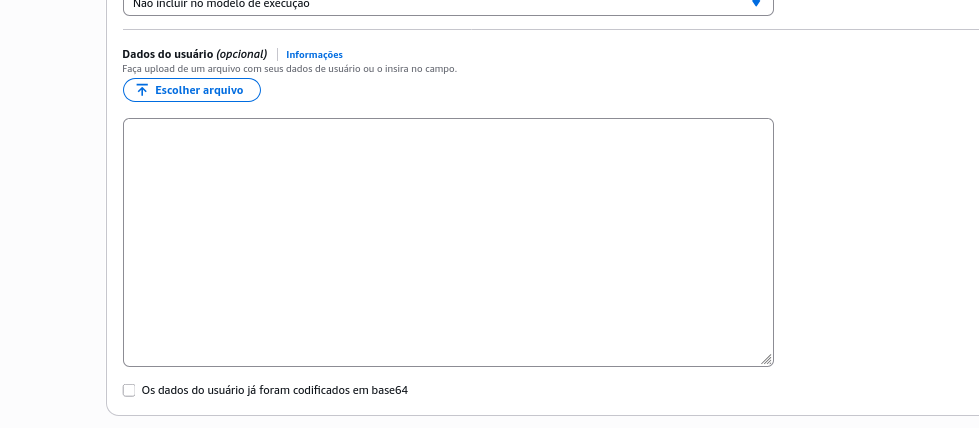 Não incluir no modelo de execução
Dados do usuário (opcional) Informações
Faça upload de um arquivo com seus dados de usuário ou o insira no campo.
Escolher arquivo
Os dados do usuário já foram codificados em base64